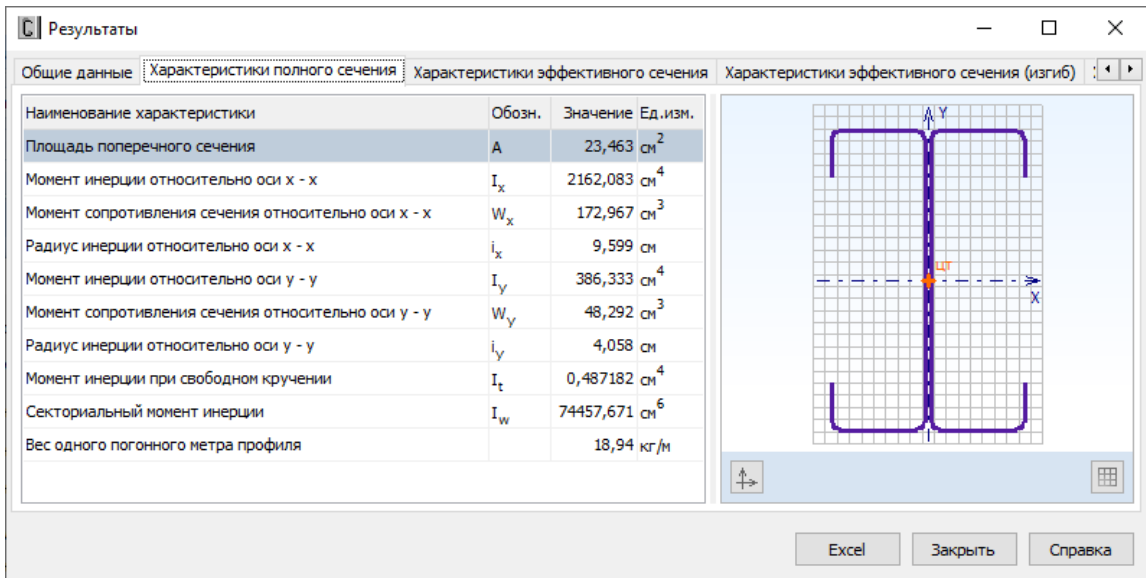 Результаты
Общие данные Характеристики полного сечения Характеристики эффективного сечения Характеристики эффективного сечения (изгиб)
Наименование характеристики Обозн. Значение Ед.изм.
Площадь поперечного сечения A 23,463 см2
Момент инерции относительно оси x - x Ix 2162,083 см4
Момент сопротивления сечения относительно оси x - x Wx 172,967 см3
Радиус инерции относительно оси x - x ix 9,599 см
Момент инерции относительно оси y - y Iy 386,333 см4
Момент сопротивления сечения относительно оси y - y Wy 48,292 см3
Радиус инерции относительно оси y - y iy 4,058 см
Момент инерции при свободном кручении It 0,487182 см4
Секториальный момент инерции Iw 74457,671 см6
Вес одного погонного метра профиля 18,94 кг/м
Y
ЦТ
X
Excel Закрыть Справка